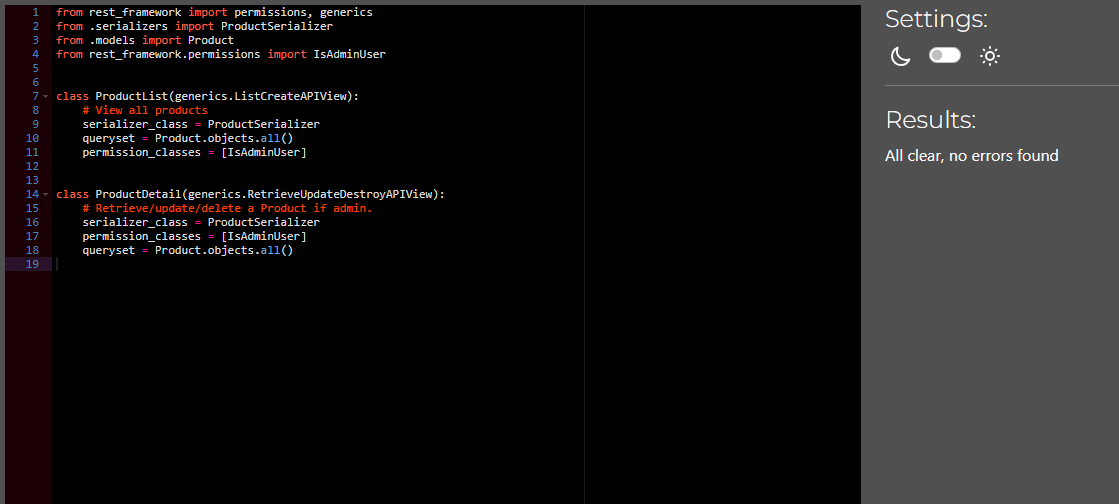 1 from rest_framework import permissions, generics
2 from .serializers import ProductSerializer
3 from .models import Product
4 from rest_framework.permissions import IsAdminUser
5
6
7 class ProductList(generics.ListCreateAPIView):
8     # View all products
9     serializer_class = ProductSerializer
10     queryset = Product.objects.all()
11     permission_classes = [IsAdminUser]
12
13
14 class ProductDetail(generics.RetrieveUpdateDestroyAPIView):
15     # Retrieve/update/delete a Product if admin.
16     serializer_class = ProductSerializer
17     permission_classes = [IsAdminUser]
18     queryset = Product.objects.all()
19
Settings:
Results:
All clear, no errors found